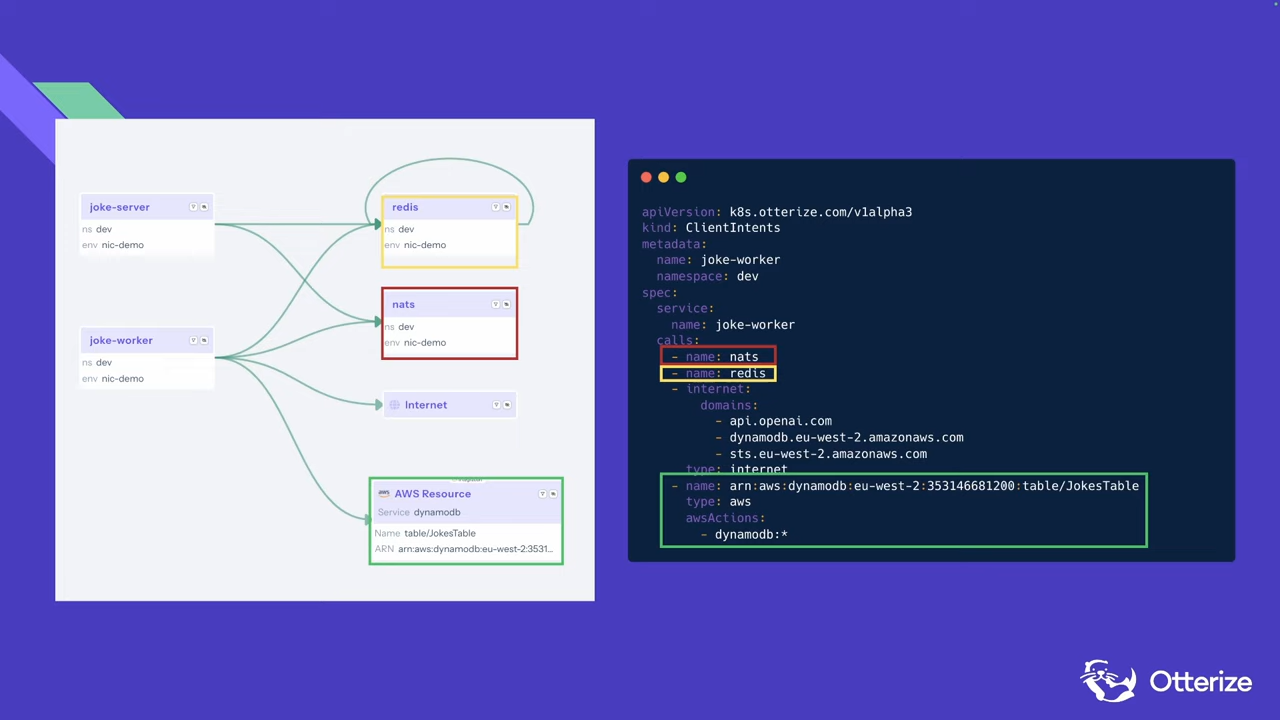 joke-server
ns dev
env nic-demo
joke-worker
ns dev
env nic-demo
redis
ns dev
env nic-demo
nats
ns dev
env nic-demo
Internet
aws AWS Resource
Service dynamodb
Name table/JokesTable
ARN arn:aws:dynamodb:eu-west-2:3531...
apiVersion: k8s.otterize.com/v1alpha3
kind: ClientIntents
metadata:
  name: joke-worker
  namespace: dev
spec:
  service:
    name: joke-worker
  calls:
    - name: nats
    - name: redis
    - internet:
        domains:
          - api.openai.com
          - dynamodb.eu-west-2.amazonaws.com
          - sts.eu-west-2.amazonaws.com
      type: internet
    - name: arn:aws:dynamodb:eu-west-2:353146681200:table/JokesTable
      type: aws
      awsActions:
        - dynamodb:*
Otterize